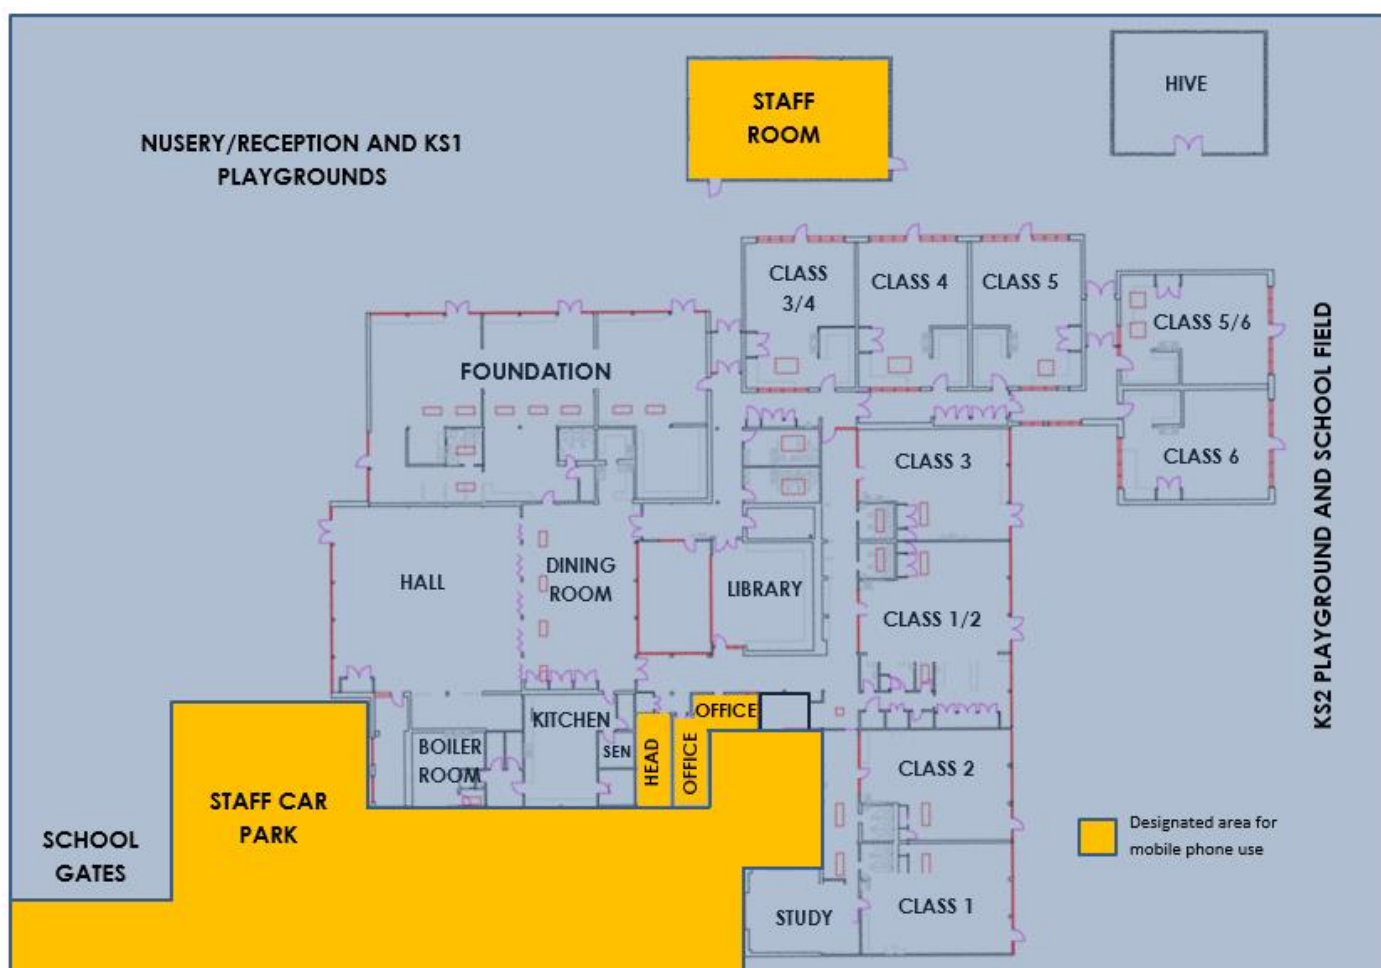 STAFF
ROOM
HIVE
NUSERY/RECEPTION AND KS1
PLAYGROUNDS
CLASS
3/4
CLASS 4
CLASS 5
CLASS 5/6
FOUNDATION
CLASS 3
CLASS 6
KS2 PLAYGROUND AND SCHOOL FIELD
HALL
DINING
ROOM
LIBRARY
CLASS 1/2
KITCHEN
OFFICE
BOILER
ROOM
SEN
HEAD
OFFICE
CLASS 2
STAFF CAR
PARK
SCHOOL
GATES
Designated area for
mobile phone use
STUDY
CLASS 1